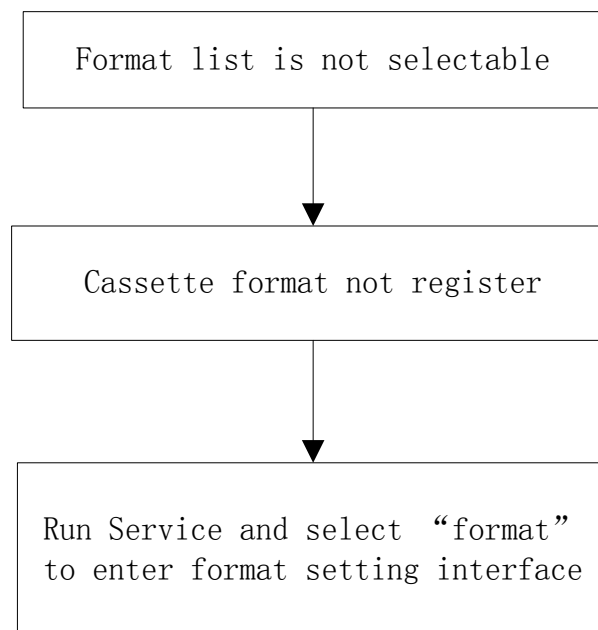 Format list is not selectable
Cassette format not register
Run Service and select “format”
to enter format setting interface